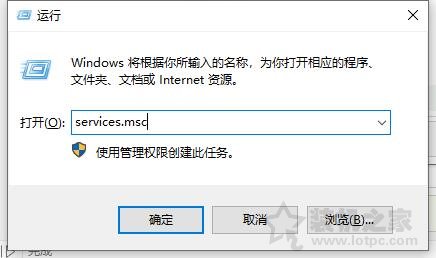 运行
Windows 将根据你所输入的名称，为你打开相应的程序、
文件夹、文档或 Internet 资源。
打开(O): services.msc
使用管理权限创建此任务。
确定 取消 浏览(B)...
装机之家
www.lotpc.com
完成